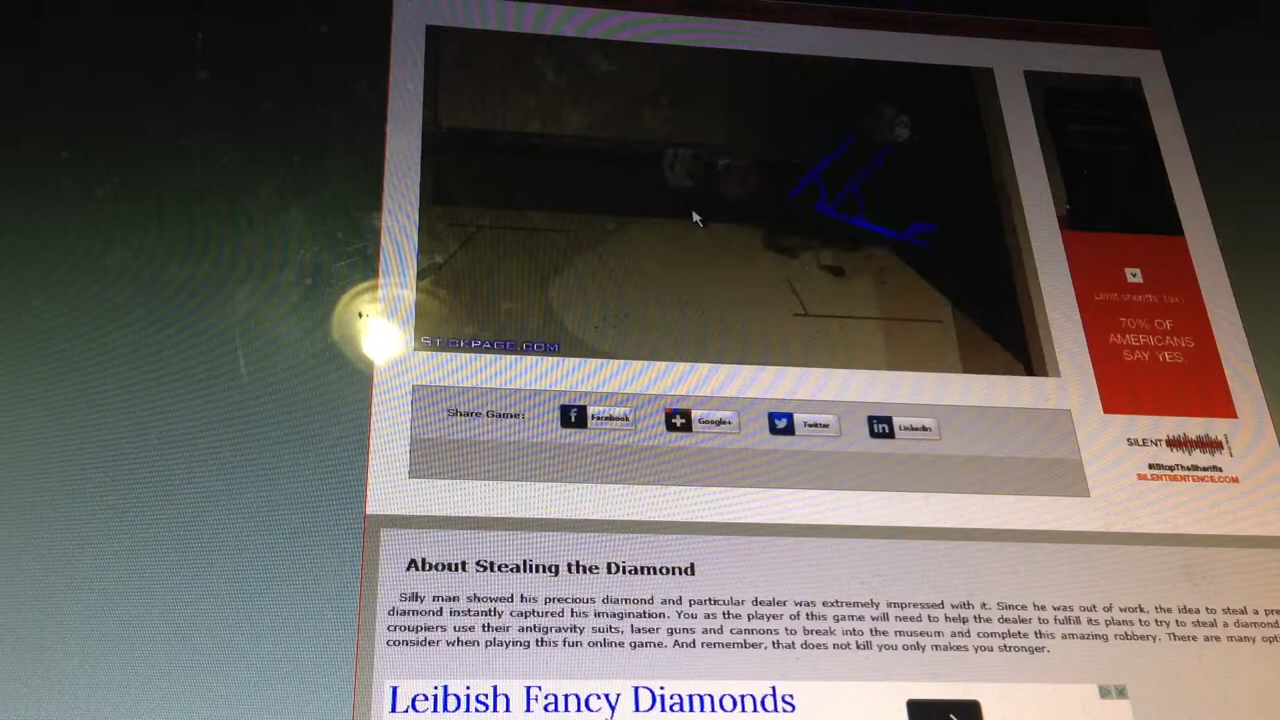 STICKPAGE.COM
Share Game:
Facebook
Google+
Twitter
LinkedIn
70% OF
AMERICANS
SAY YES.
SILENT
#StopTheSheriffs
SILENTSENTENCE.COM
About Stealing the Diamond
Silly man showed his precious diamond and particular dealer was extremely impressed with it. Since he was out of work, the idea to steal a pre
diamond instantly captured his imagination. You as the player of this game will need to help the dealer to fulfill its plans to try to steal a diamond
croupiers use their antigravity suits, laser guns and cannons to break into the museum and complete this amazing robbery. There are many opt
consider when playing this fun online game. And remember, that does not kill you only makes you stronger.
Leibish Fancy Diamonds